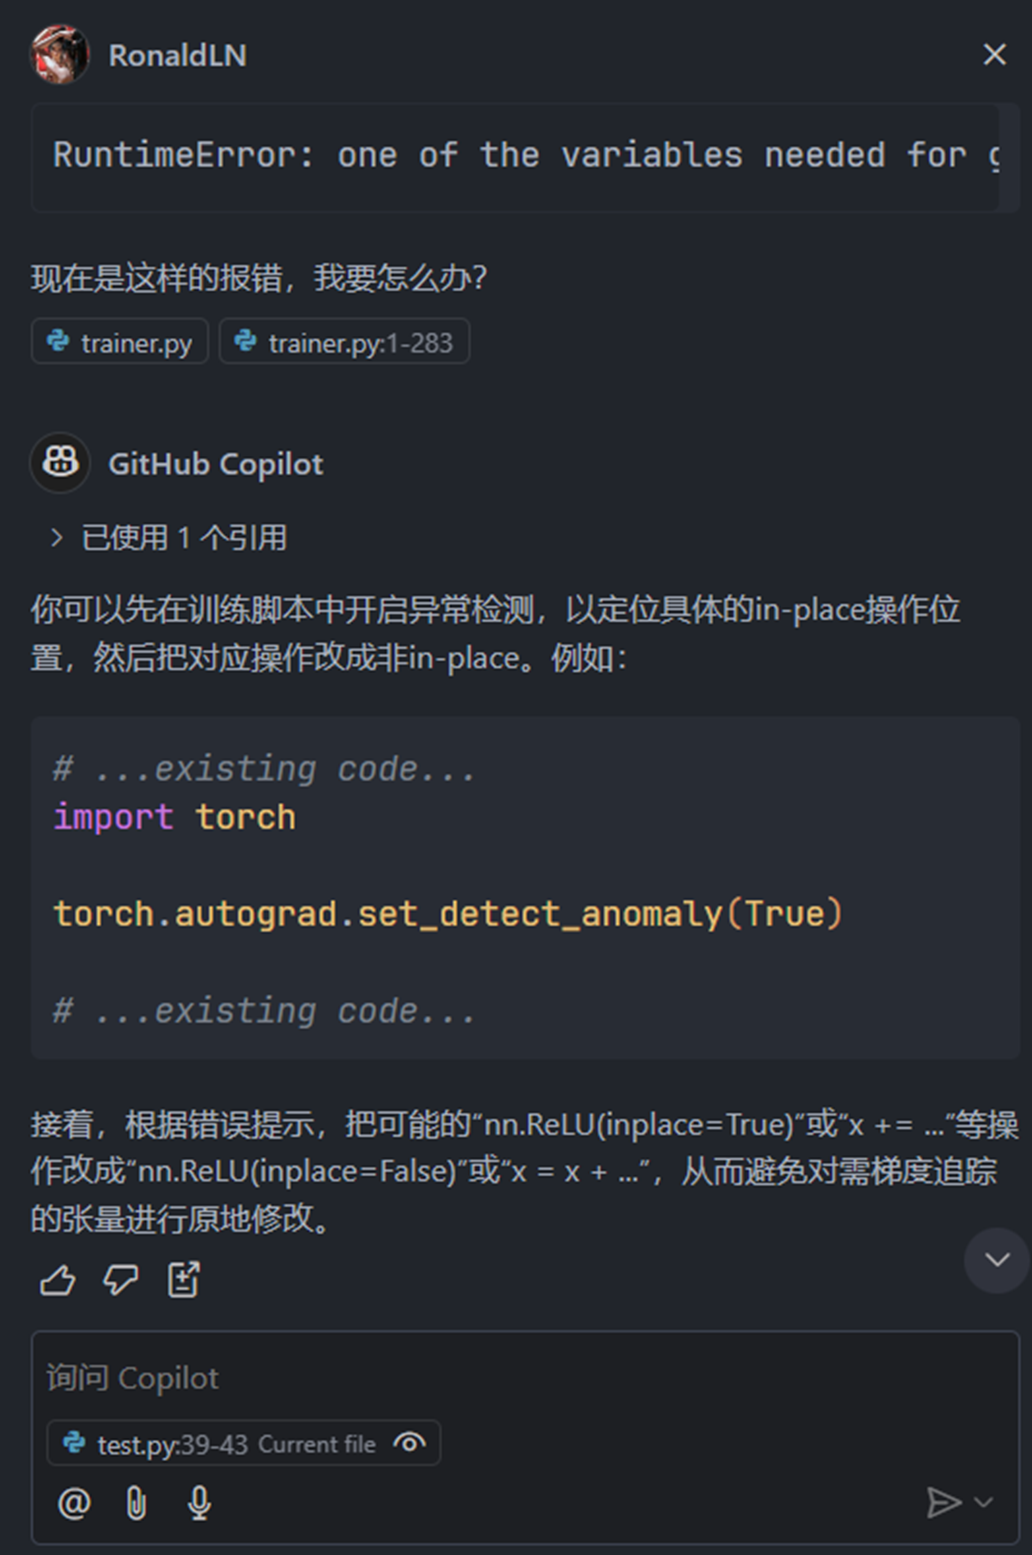 RonaldLN
RuntimeError: one of the variables needed for
现在是这样的报错，我要怎么办？
trainer.py trainer.py:1-283
GitHub Copilot
已使用 1 个引用
你可以先在训练脚本中开启异常检测，以定位具体的in-place操作位
置，然后把对应操作改成非in-place。例如：
# ...existing code...
import torch
torch.autograd.set_detect_anomaly(True)
# ...existing code...
接着，根据错误提示，把可能的“nn.ReLU(inplace=True)”或“x += ...”等操
作改成“nn.ReLU(inplace=False)”或“x = x + ...”，从而避免对需梯度追踪
的张量进行原地修改。
询问 Copilot
test.py:39-43 Current file